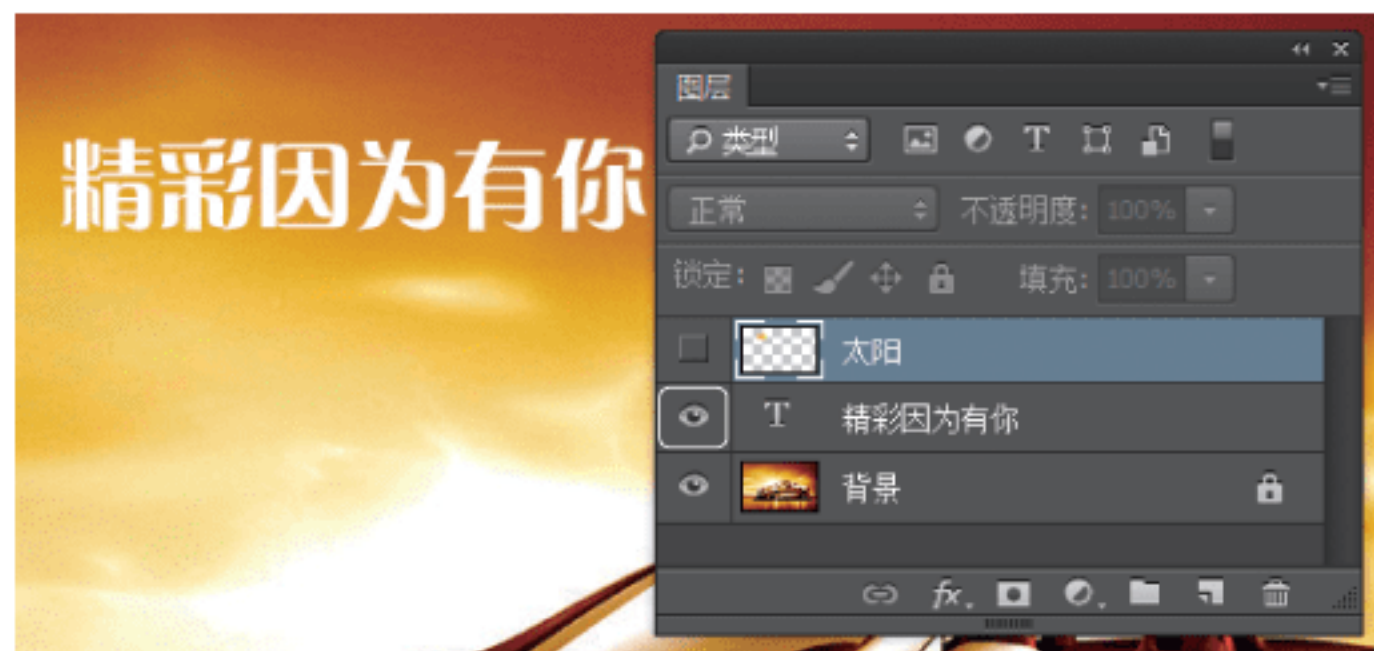 精彩因为有你
图层
类型
T
正常 不透明度: 100%
锁定: 填充: 100%
太阳
T 精彩因为有你
背景
fx